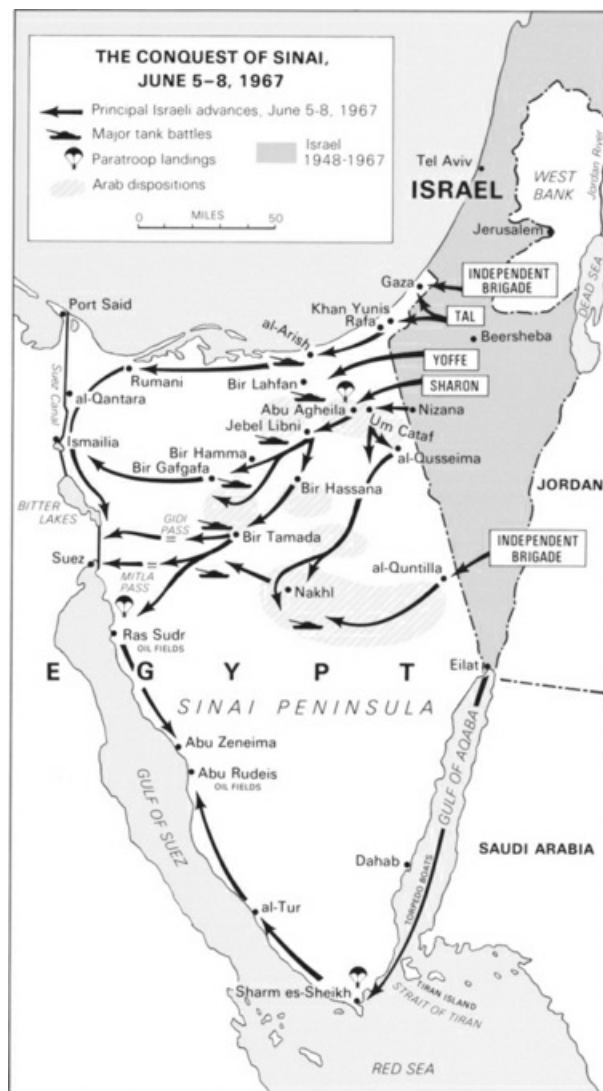 THE CONQUEST OF SINAI,
JUNE 5–8, 1967
Principal Israeli advances, June 5-8, 1967
Major tank battles
Paratroop landings
Israel
1948-1967
Arab dispositions
MILES
0
50
Tel Aviv
ISRAEL
WEST
BANK
Jordan River
Jerusalem
DEAD SEA
Gaza
INDEPENDENT
BRIGADE
Khan Yunis
Rafa
TAL
Beersheba
Port Said
al-Arish
YOFFE
SHARON
Rumani
Bir Lahfan
Suez Canal
al-Qantara
Abu Agheila
Nizana
Jebel Libni
Um Cataf
Ismailia
Bir Hamma
al-Qusseima
Bir Gafgafa
Bir Hassana
JORDAN
BITTER
LAKES
GIDI
PASS
Bir Tamada
INDEPENDENT
BRIGADE
Suez
MITLA
PASS
al-Quntilla
Nakhl
Ras Sudr
OIL FIELDS
EGYPT
Eilat
SINAI PENINSULA
GULF OF AQABA
Abu Zeneima
Abu Rudeis
OIL FIELDS
GULF OF SUEZ
SAUDI ARABIA
Dahab
TORPEDO BOATS
al-Tur
Sharm es-Sheikh
TIRAN ISLAND
STRAIT OF TIRAN
RED SEA